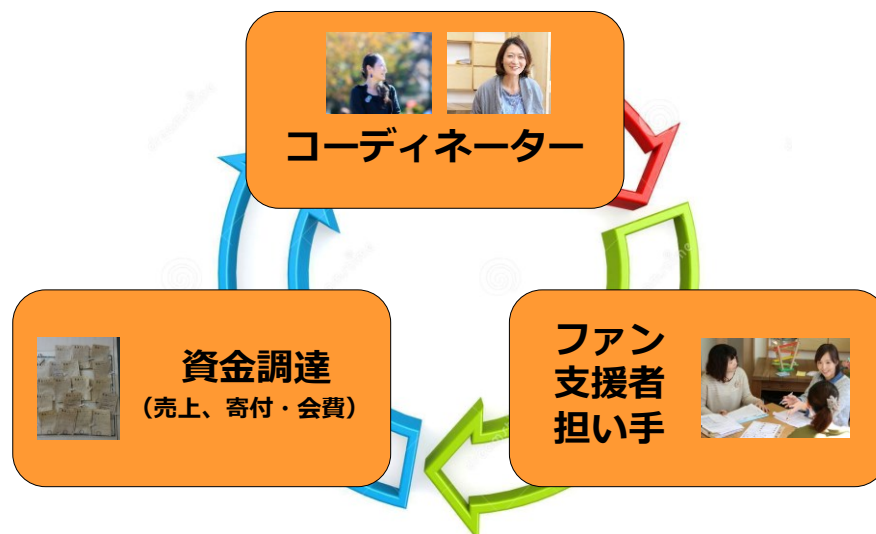 コーディネーター
資金調達
（売上、寄付・会費）
ファン
支援者
担い手